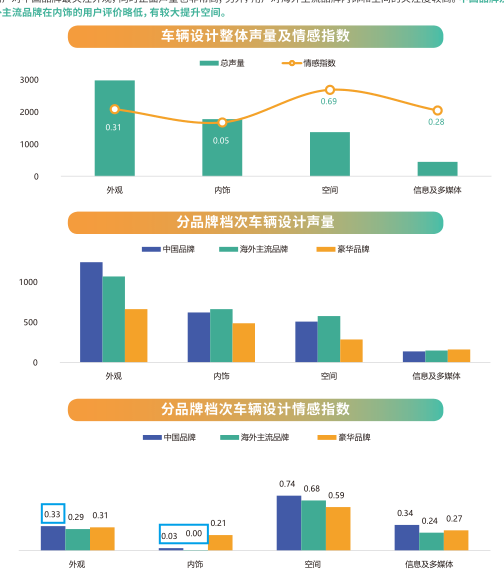 主流品牌在内饰的用户评价略低，有较大提升空间。
车辆设计整体声量及情感指数
总声量 情感指数
3000
2000
1000
0
0.31
0.05
0.69
0.28
外观 内饰 空间 信息及多媒体
分品牌档次车辆设计声量
中国品牌 海外主流品牌 豪华品牌
1000
500
0
外观 内饰 空间 信息及多媒体
分品牌档次车辆设计情感指数
中国品牌 海外主流品牌 豪华品牌
0.33 0.29 0.31
0.03 0.00 0.21
0.74 0.68 0.59
0.34 0.24 0.27
外观 内饰 空间 信息及多媒体